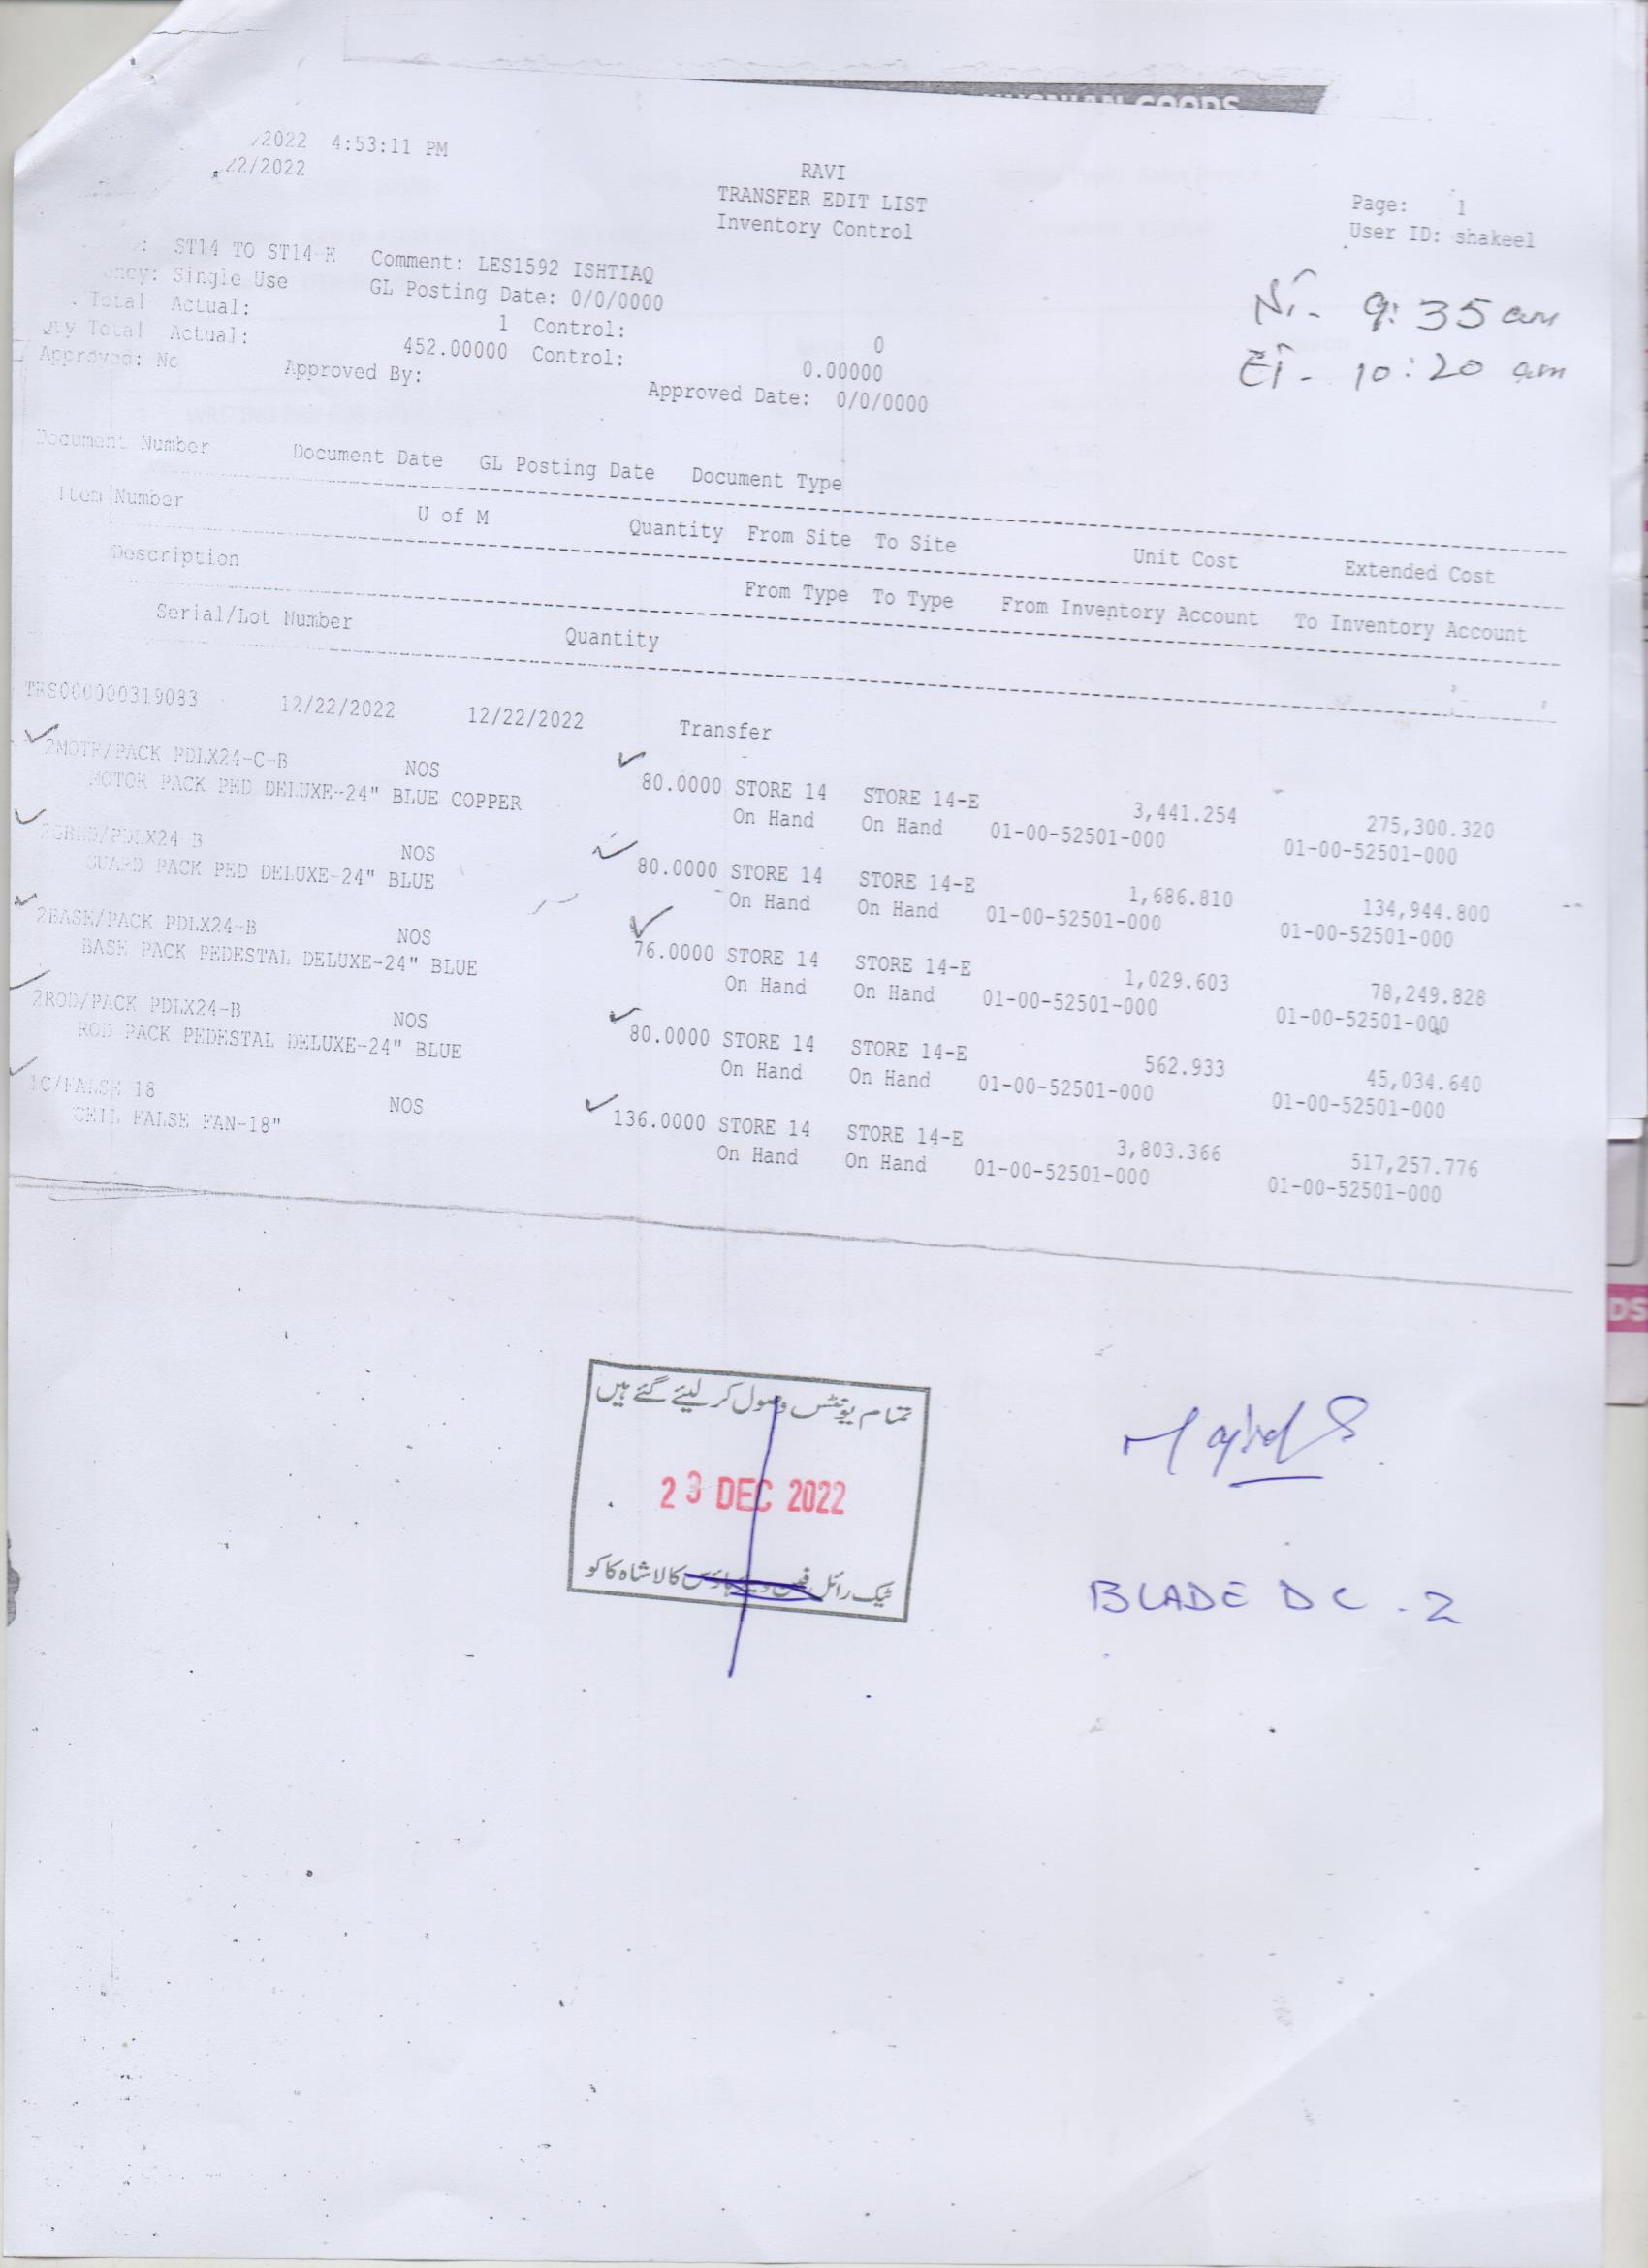 GOODS
/2022 4:53:11 PM
22/2022
RAVI
TRANSFER EDIT LIST
Inventory Control
Page: 1
User ID: shakeel
ST14 TO ST14-E Comment: LES1592 ISHTIAQ
Single Use GL Posting Date: 0/0/0000
Total Actual: 1 Control: 0
Qty Total Actual: 452.00000 Control: 0.00000
Approved: No Approved By: Approved Date: 0/0/0000
9:35 am
10:20 am
Document Number Document Date GL Posting Date Document Type
Item Number U of M Quantity From Site To Site Unit Cost Extended Cost
Description From Type To Type From Inventory Account To Inventory Account
Serial/Lot Number Quantity
TRS000000319083 12/22/2022 12/22/2022 Transfer
2MOTR/PACK PDLX24-C-B NOS 80.0000 STORE 14 STORE 14-E 3,441.254 275,300.320
MOTOR PACK PED DELUXE-24" BLUE COPPER On Hand On Hand 01-00-52501-000 01-00-52501-000
2GRRD/PDLX24-B NOS 80.0000 STORE 14 STORE 14-E 1,686.810 134,944.800
GUARD PACK PED DELUXE-24" BLUE On Hand On Hand 01-00-52501-000 01-00-52501-000
2BASE/PACK PDLX24-B NOS 76.0000 STORE 14 STORE 14-E 1,029.603 78,249.828
BASE PACK PEDESTAL DELUXE-24" BLUE On Hand On Hand 01-00-52501-000 01-00-52501-000
2ROD/PACK PDLX24-B NOS 80.0000 STORE 14 STORE 14-E 562.933 45,034.640
ROD PACK PEDESTAL DELUXE-24" BLUE On Hand On Hand 01-00-52501-000 01-00-52501-000
1C/FALSE 18 NOS 136.0000 STORE 14 STORE 14-E 3,803.366 517,257.776
CEIL FALSE FAN-18" On Hand On Hand 01-00-52501-000 01-00-52501-000
تمام یونٹس وصول کر لیئے گئے ہیں
23 DEC 2022
ٹیک رائل فین ویئر ہاؤس کالا شاہ کاکو
BLADE DC - 2
DS